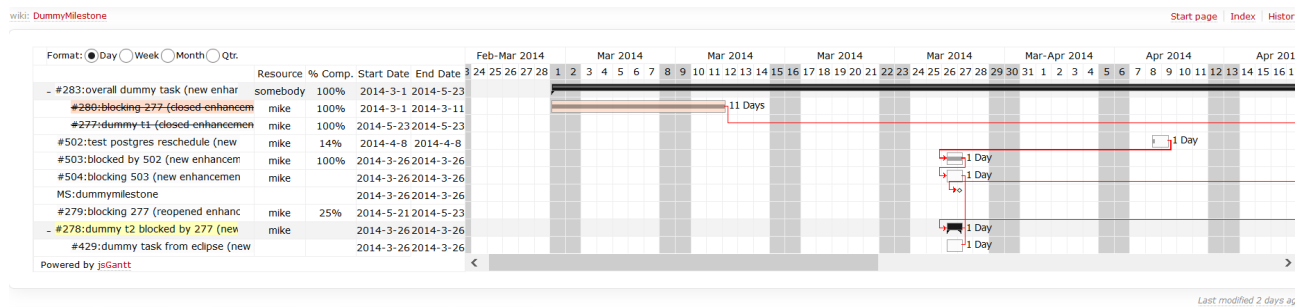 wiki: DummyMilestone
Start page Index Histor
Format: Day Week Month Qtr.
Feb-Mar 2014 Mar 2014 Mar 2014 Mar 2014 Mar 2014 Mar-Apr 2014 Apr 2014 Apr 201
Resource % Comp. Start Date End Date 3 24 25 26 27 28 1 2 3 4 5 6 7 8 9 10 11 12 13 14 15 16 17 18 19 20 21 22 23 24 25 26 27 28 29 30 31 1 2 3 4 5 6 7 8 9 10 11 12 13 14 15 16 1
- #283:overall dummy task (new enhar somebody 100% 2014-3-1 2014-5-23
#280:blocking 277 (closed enhancem mike 100% 2014-3-1 2014-3-11 11 Days
#277:dummy t1 (closed enhancemen mike 100% 2014-5-23 2014-5-23
#502:test postgres reschedule (new mike 14% 2014-4-8 2014-4-8 1 Day
#503:blocked by 502 (new enhancem mike 100% 2014-3-26 2014-3-26 1 Day
#504:blocking 503 (new enhancemen mike 2014-3-26 2014-3-26 1 Day
MS:dummymilestone 2014-3-26 2014-3-26
#279:blocking 277 (reopened enhanc mike 25% 2014-5-21 2014-5-23
- #278:dummy t2 blocked by 277 (new mike 2014-3-26 2014-3-26 1 Day
#429:dummy task from eclipse (new 2014-3-26 2014-3-26 1 Day
Powered by jsGantt
Last modified 2 days ag